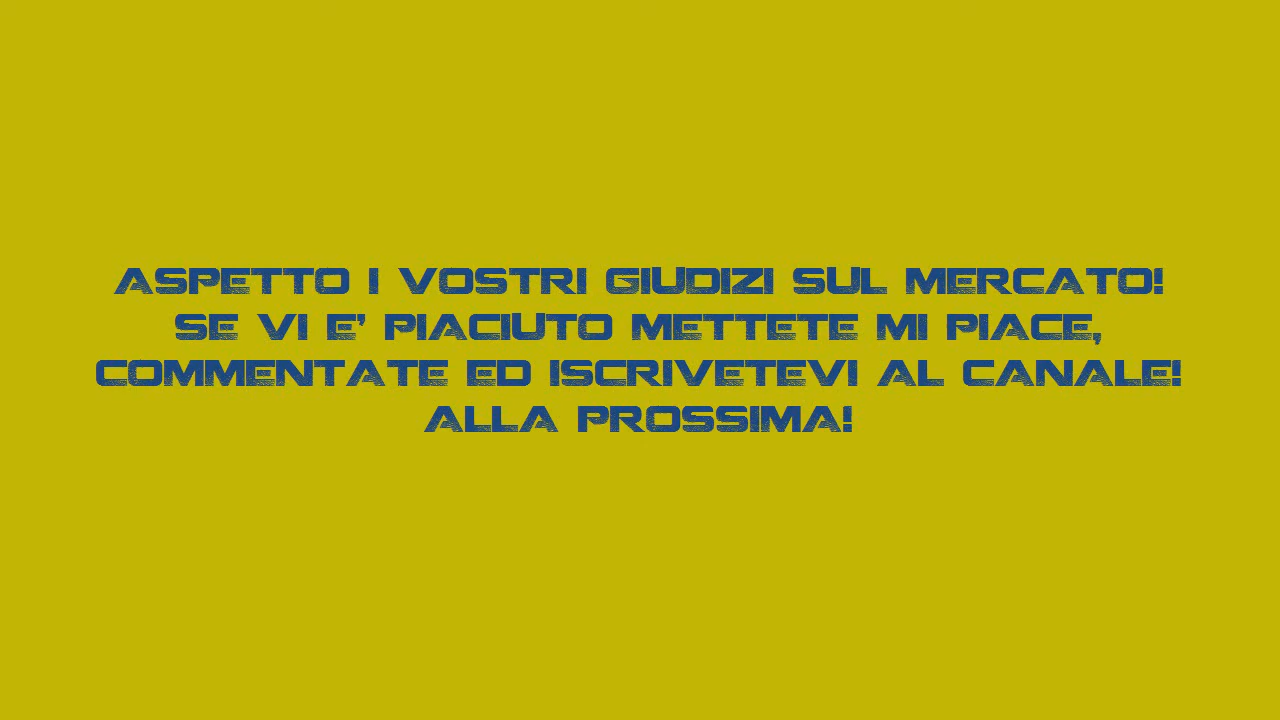 ASPETTO I VOSTRI GIUDIZI SUL MERCATO!
SE VI E' PIACIUTO METTETE MI PIACE,
COMMENTATE ED ISCRIVETEVI AL CANALE!
ALLA PROSSIMA!